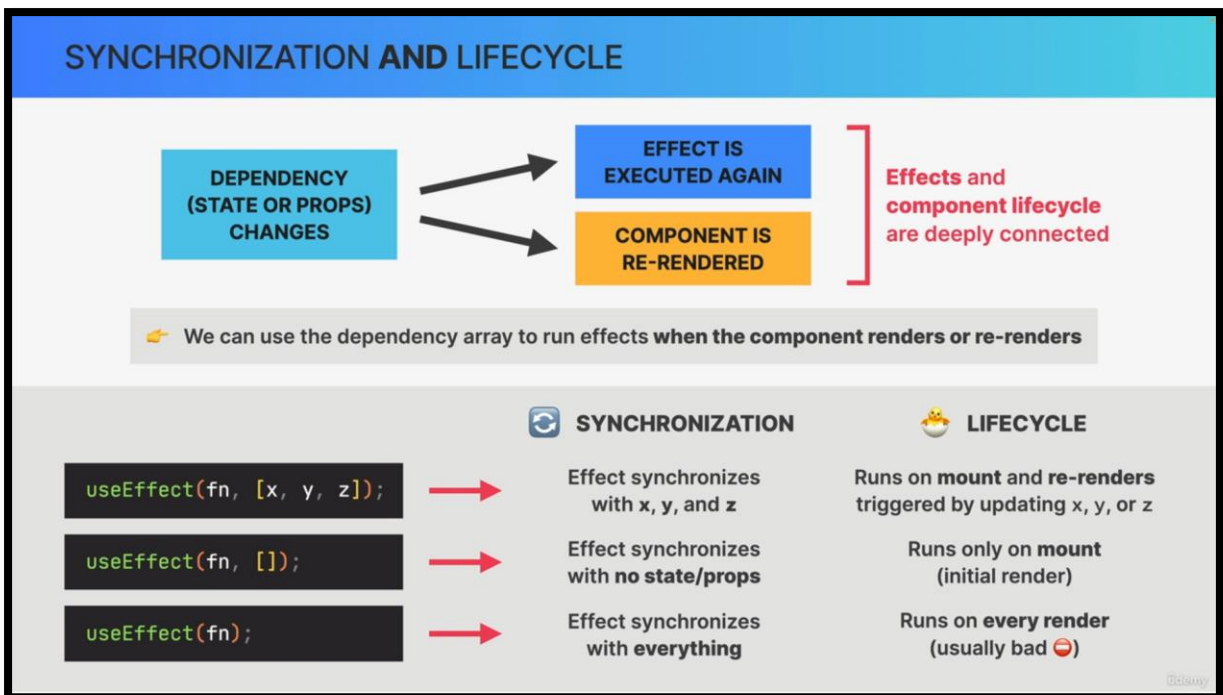 SYNCHRONIZATION AND LIFECYCLE
DEPENDENCY
(STATE OR PROPS)
CHANGES
EFFECT IS
EXECUTED AGAIN
COMPONENT IS
RE-RENDERED
Effects and
component lifecycle
are deeply connected
👉 We can use the dependency array to run effects when the component renders or re-renders
🔄 SYNCHRONIZATION
🐣 LIFECYCLE
useEffect(fn, [x, y, z]);
Effect synchronizes
with x, y, and z
Runs on mount and re-renders
triggered by updating x, y, or z
useEffect(fn, []);
Effect synchronizes
with no state/props
Runs only on mount
(initial render)
useEffect(fn);
Effect synchronizes
with everything
Runs on every render
(usually bad ⛔)
Udemy